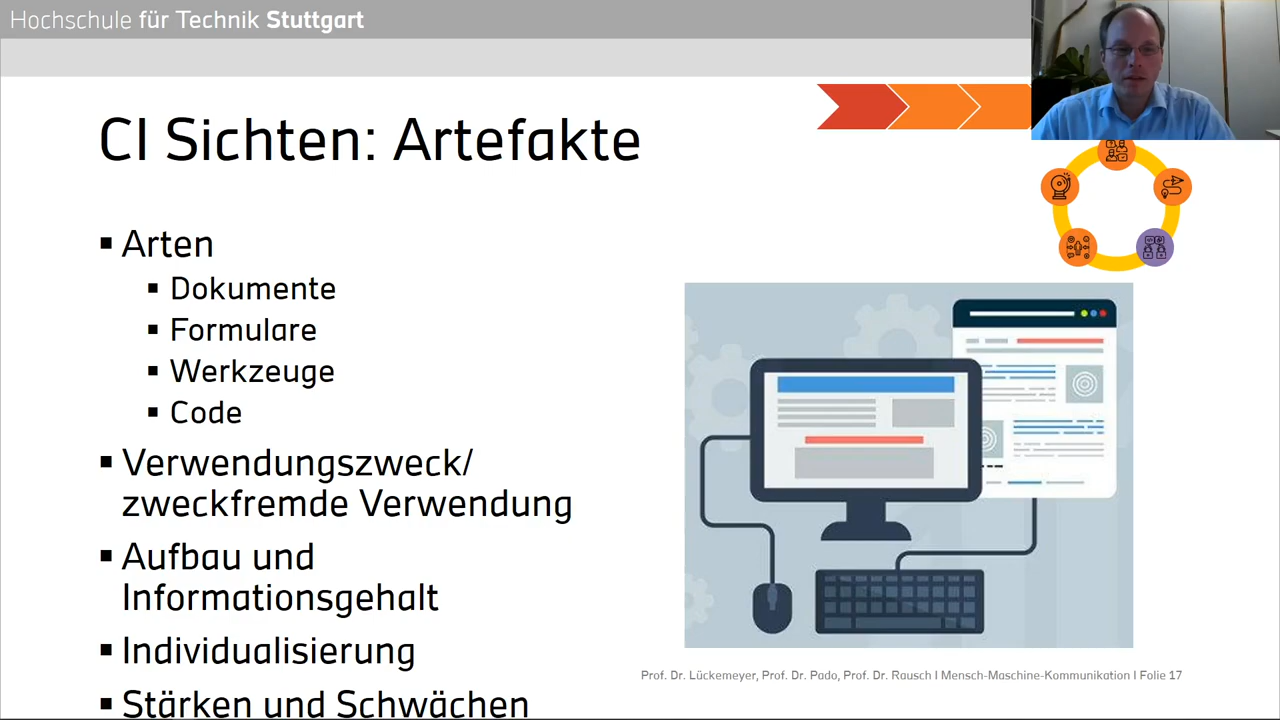 Hochschule für Technik Stuttgart
CI Sichten: Artefakte
▪ Arten
▪ Dokumente
▪ Formulare
▪ Werkzeuge
▪ Code
▪ Verwendungszweck/
zweckfremde Verwendung
▪ Aufbau und
Informationsgehalt
▪ Individualisierung
▪ Stärken und Schwächen
Prof. Dr. Lückemeyer, Prof. Dr. Pado, Prof. Dr. Rausch I Mensch-Maschine-Kommunikation I Folie 17